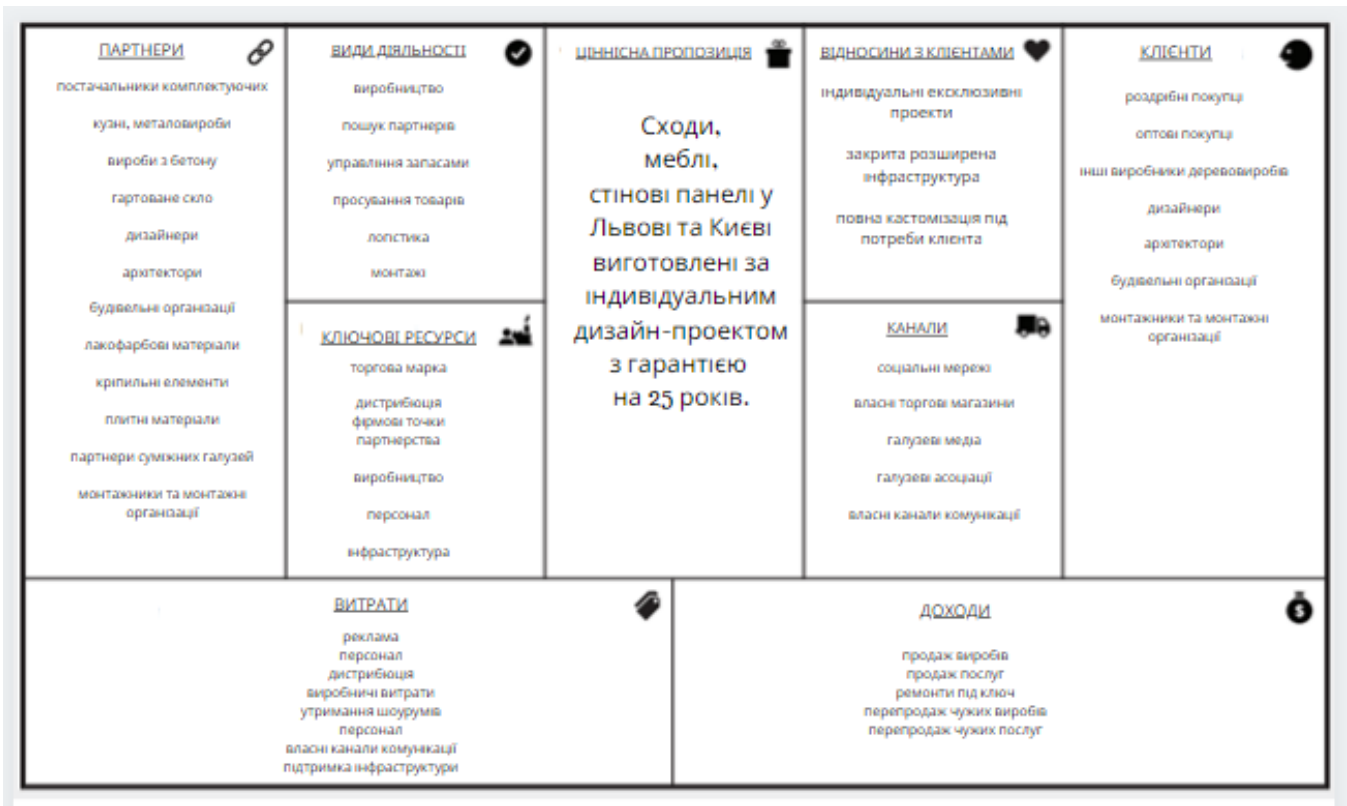 ПАРТНЕРИ
постачальники комплектуючих
кузні, металовироби
вироби з бетону
гартоване скло
дизайнери
архітектори
будівельні організації
лакофарбові матеріали
кріпильні елементи
плитні матеріали
партнери суміжних галузей
монтажники та монтажні
організації
ВИДИ ДІЯЛЬНОСТІ
виробництво
пошук партнерів
управління запасами
просування товарів
логістика
монтажі
КЛЮЧОВІ РЕСУРСИ
торгова марка
дистрибюція
фірмові точки
партнерства
виробництво
персонал
інфраструктура
ЦІННІСНА ПРОПОЗИЦІЯ
Сходи,
меблі,
стінові панелі у
Львові та Києві
виготовлені за
індивідуальним
дизайн-проектом
з гарантією
на 25 років.
ВІДНОСИНИ З КЛІЄНТАМИ
індивідуальні ексклюзивні
проекти
закрита розширена
інфраструктура
повна кастомізація під
потреби клієнта
КАНАЛИ
соціальні мережі
власні торгові магазини
галузеві медіа
галузеві асоціації
власні канали комунікації
КЛІЄНТИ
роздрібні покупці
оптові покупці
інші виробники деревовиробів
дизайнери
архітектори
будівельні організації
монтажники та монтажні
організації
ВИТРАТИ
реклама
персонал
дистрибюція
виробничі витрати
утримання шоурумів
персонал
власні канали комунікації
підтримка інфраструктури
ДОХОДИ
продаж виробів
продаж послуг
ремонти під ключ
перепродаж чужих виробів
перепродаж чужих послуг